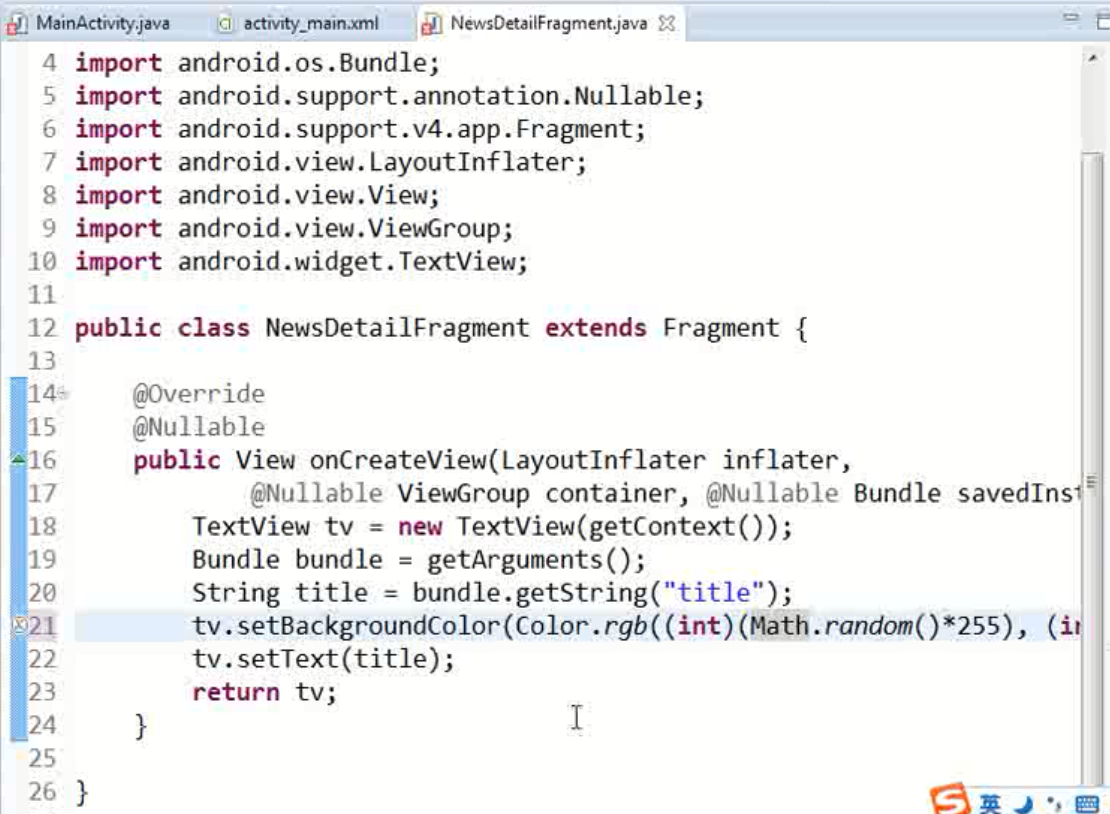 MainActivity.java activity_main.xml NewsDetailFragment.java
4 import android.os.Bundle;
5 import android.support.annotation.Nullable;
6 import android.support.v4.app.Fragment;
7 import android.view.LayoutInflater;
8 import android.view.View;
9 import android.view.ViewGroup;
10 import android.widget.TextView;
11
12 public class NewsDetailFragment extends Fragment {
13
14 @Override
15 @Nullable
16 public View onCreateView(LayoutInflater inflater,
17 @Nullable ViewGroup container, @Nullable Bundle savedInst
18 TextView tv = new TextView(getContext());
19 Bundle bundle = getArguments();
20 String title = bundle.getString("title");
21 tv.setBackgroundColor(Color.rgb((int)(Math.random()*255), (in
22 tv.setText(title);
23 return tv;
24 }
25
26 }
英